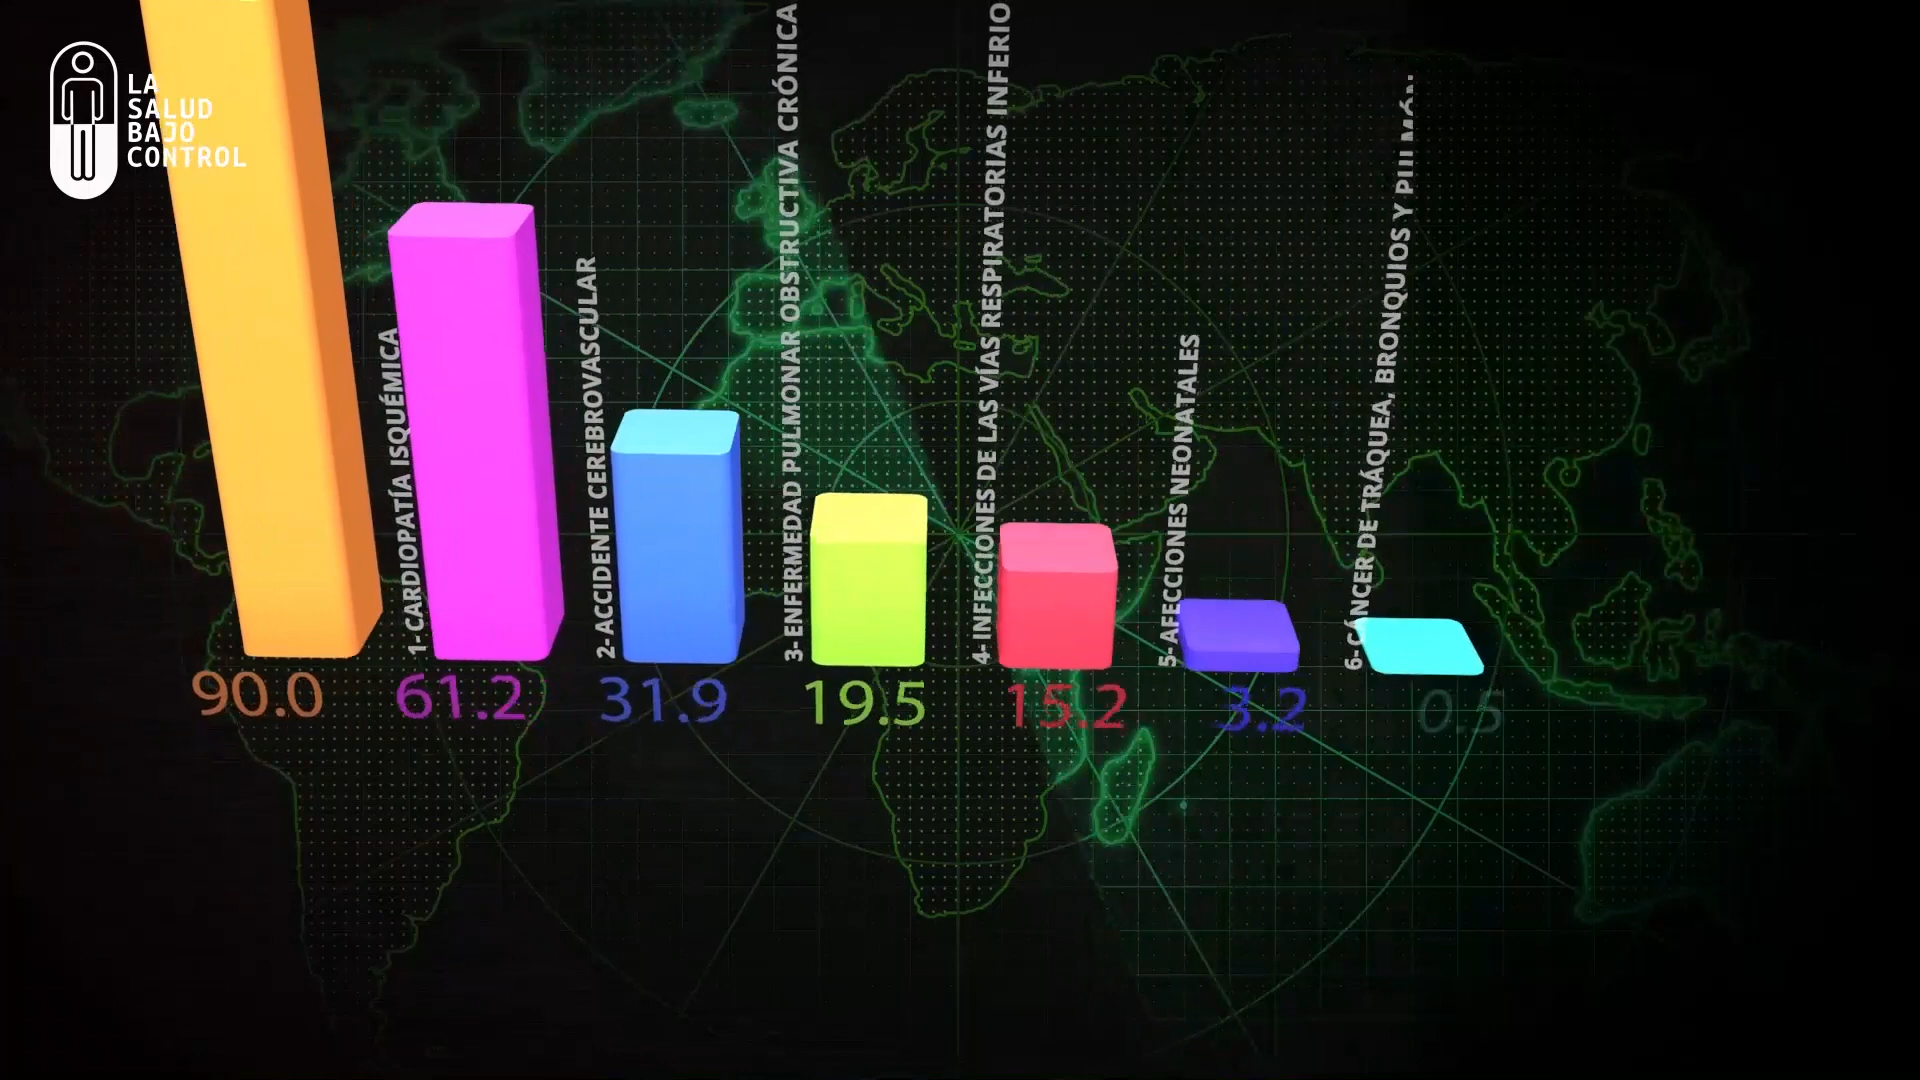 LA
SALUD
BAJO
CONTROL
1-CARDIOPATÍA ISQUÉMICA
2-ACCIDENTE CEREBROVASCULAR
3-ENFERMEDAD PULMONAR OBSTRUCTIVA CRÓNICA
4-INFECCIONES DE LAS VÍAS RESPIRATORIAS INFERIO
5-AFECCIONES NEONATALES
6-CÁNCER DE TRÁQUEA, BRONQUIOS Y
90.0
61.2
31.9
19.5
15.2
3.2
0.5